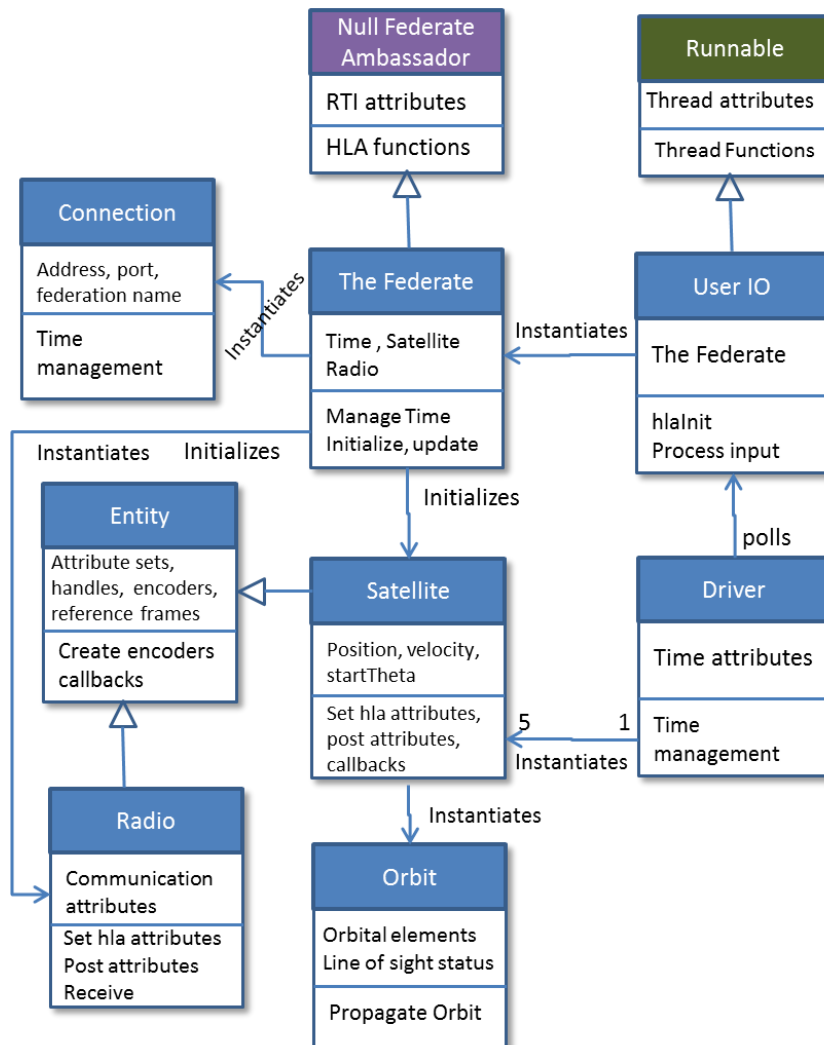 Null Federate
Ambassador
RTI attributes
HLA functions
Runnable
Thread attributes
Thread Functions
Connection
Address, port,
federation name
Time
management
Instantiates
The Federate
Time , Satellite
Radio
Manage Time
Initialize, update
Instantiates
User IO
The Federate
hlaInit
Process input
Instantiates Initializes
Initializes
polls
Entity
Attribute sets,
handles, encoders,
reference frames
Create encoders
callbacks
Satellite
Position, velocity,
startTheta
Set hla attributes,
post attributes,
callbacks
5 1
Instantiates
Driver
Time attributes
Time
management
Instantiates
Radio
Communication
attributes
Set hla attributes
Post attributes
Receive
Orbit
Orbital elements
Line of sight status
Propagate Orbit